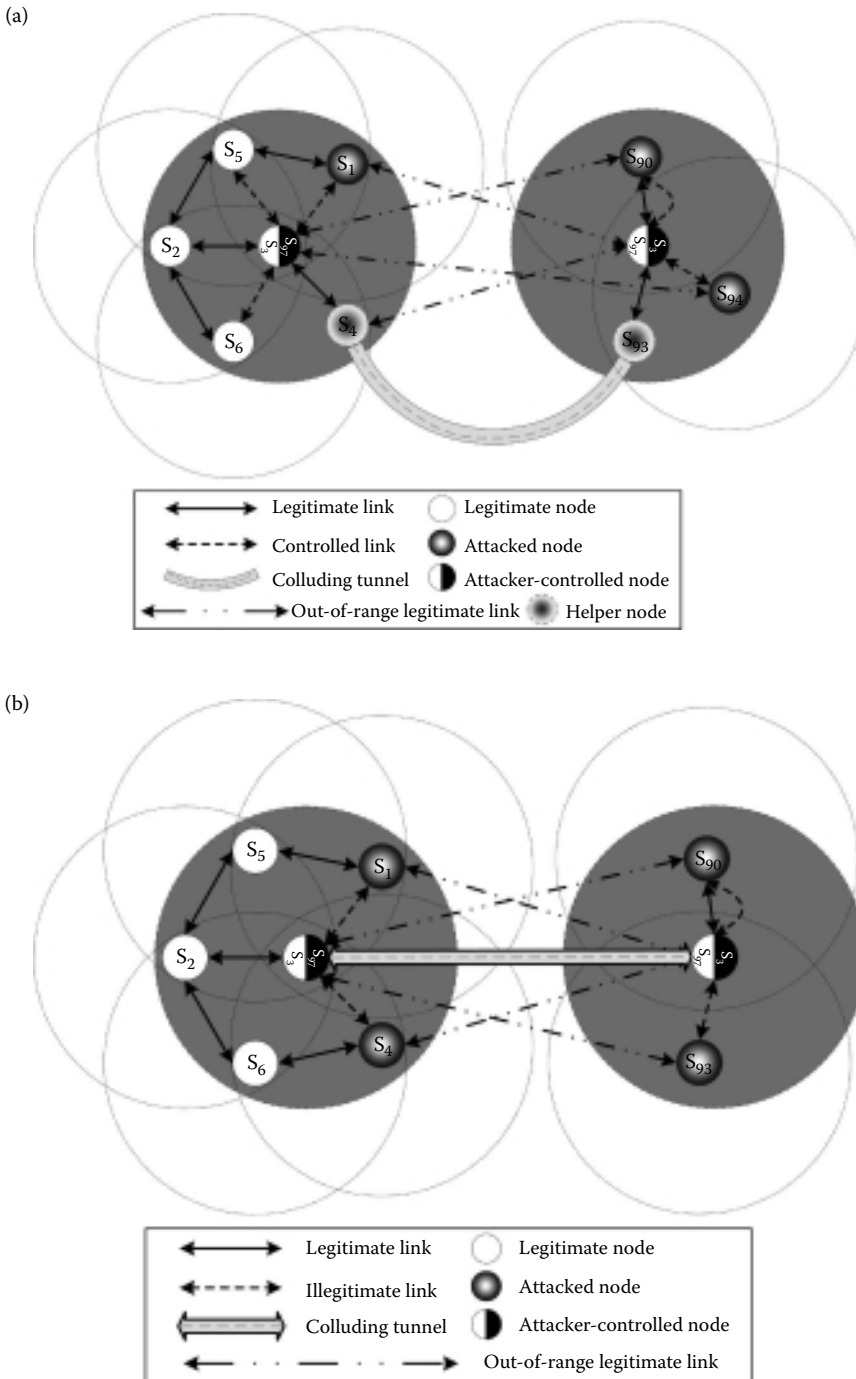 (a)
S5
S1
S90
S2
S3 S97
S97 S3
S94
S4
S6
S93
Legitimate link
Legitimate node
Controlled link
Attacked node
Colluding tunnel
Attacker-controlled node
Out-of-range legitimate link
Helper node
(b)
S5
S1
S90
S2
S3 S97
S97 S3
S6
S4
S93
Legitimate link
Legitimate node
Illegitimate link
Attacked node
Colluding tunnel
Attacker-controlled node
Out-of-range legitimate link